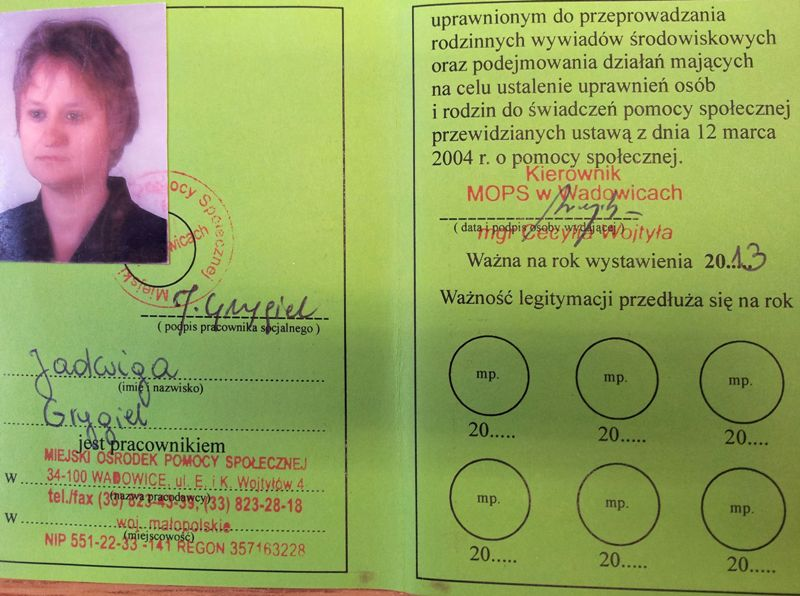 Miejski
Pomocy Społecznej
Wadowicach
J. Grygiel
( podpis pracownika socjalnego )
Jadwiga
(imię i nazwisko)
Grygiel
jest pracownikiem
MIEJSKI OŚRODEK POMOCY SPOŁECZNEJ
w 34-100 WADOWICE, ul. E. i K. Wojtyłów 4
(nazwa pracodawcy)
tel./fax (33) 823-43-39, (33) 823-28-18
w woj. małopolskie
(miejscowość)
NIP 551-22-33-141 REGON 357163228
uprawnionym do przeprowadzania
rodzinnych wywiadów środowiskowych
oraz podejmowania działań mających
na celu ustalenie uprawnień osób
i rodzin do świadczeń pomocy społecznej
przewidzianych ustawą z dnia 12 marca
2004 r. o pomocy społecznej.
Kierownik
MOPS w Wadowicach
( data i podpis osoby wydającej )
mgr Cecylia Wojtyła
Ważna na rok wystawienia 20..13
Ważność legitymacji przedłuża się na rok
mp. mp. mp.
20..... 20..... 20....
mp. mp. mp.
20..... 20..... 20.....